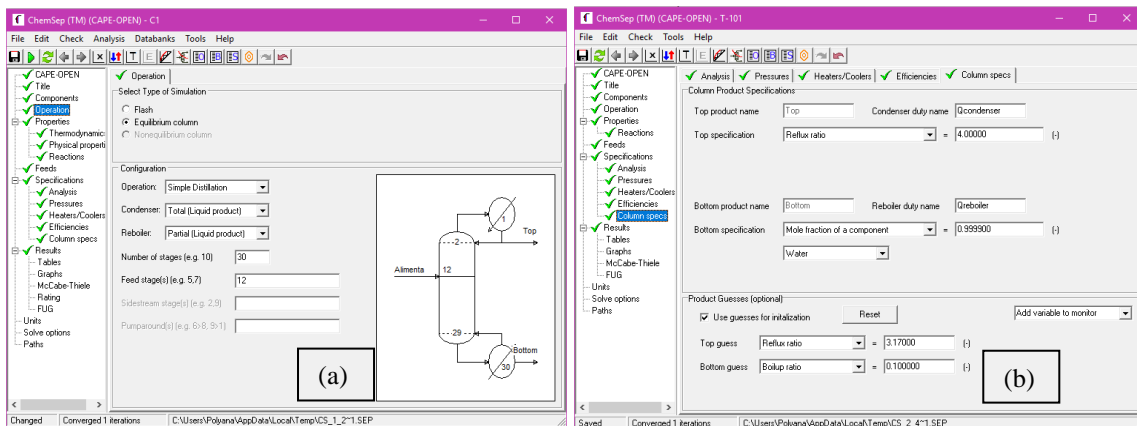 ChemSep (TM) (CAPE-OPEN) - C1
File Edit Check Analysis Databanks Tools Help
CAPE-OPEN
Title
Components
Operation
Properties
Thermodynamic
Physical properti
Reactions
Feeds
Specifications
Analysis
Pressures
Heaters/Coolers
Efficiencies
Column specs
Results
Tables
Graphs
McCabe-Thiele
Rating
FUG
Units
Solve options
Paths
Operation
Select Type of Simulation
Flash
Equilibrium column
Nonequilibrium column
Configuration
Operation: Simple Distillation
Condenser: Total (Liquid product)
Reboiler: Partial (Liquid product)
Number of stages (e.g. 10) 30
Feed stage(s) (e.g. 5,7) 12
Sidestream stage(s) (e.g. 2,9)
Pumparound(s) (e.g. 6>8, 9>1)
1
Top
2
Alimenta 12
29
Bottom
30
(a)
Changed Converged 1 iterations C:\Users\Polyana\AppData\Local\Temp\CS_1_2~1.SEP
ChemSep (TM) (CAPE-OPEN) - T-101
File Edit Check Tools Help
CAPE-OPEN
Title
Components
Operation
Properties
Reactions
Feeds
Specifications
Analysis
Pressures
Heaters/Coolers
Efficiencies
Column specs
Results
Tables
Graphs
McCabe-Thiele
FUG
Units
Solve options
Paths
Analysis Pressures Heaters/Coolers Efficiencies Column specs
Column Product Specifications
Top product name Top Condenser duty name Qcondenser
Top specification Reflux ratio = 4.00000 (-)
Bottom product name Bottom Reboiler duty name Qreboiler
Bottom specification Mole fraction of a component = 0.999900 (-)
Water
Product Guesses (optional)
Use guesses for initalization Reset Add variable to monitor
Top guess Reflux ratio = 3.17000 (-)
Bottom guess Boilup ratio = 0.100000 (-)
(b)
Saved Converged 1 iterations C:\Users\Polyana\AppData\Local\Temp\CS_2_4~1.SEP